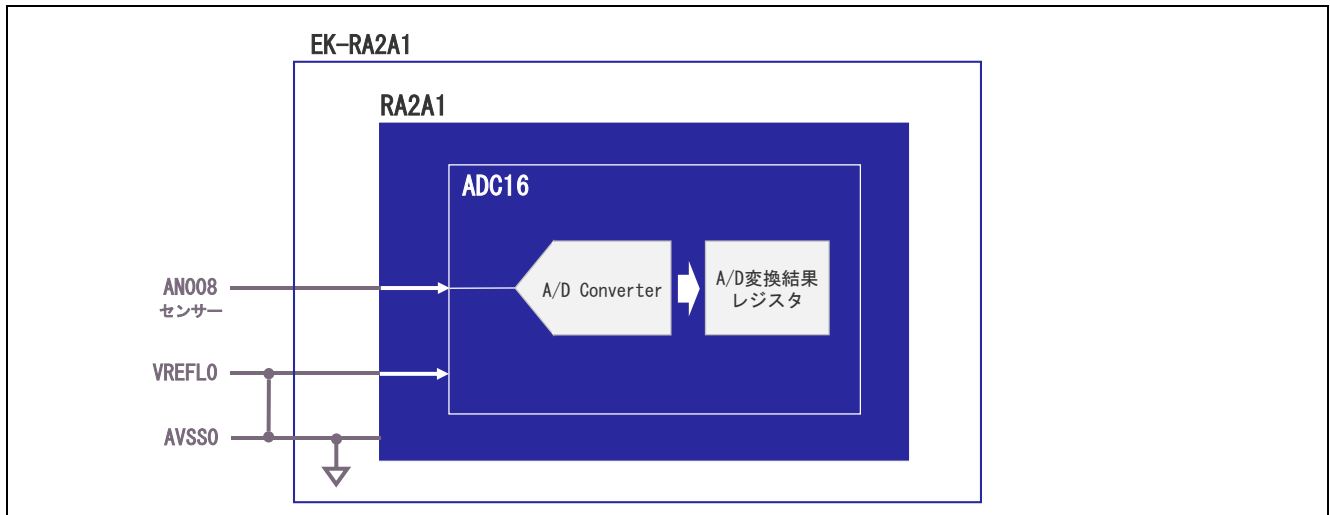 EK-RA2A1
RA2A1
ADC16
AN008
センサー
A/D Converter
A/D変換結果
レジスタ
VREFL0
AVSS0